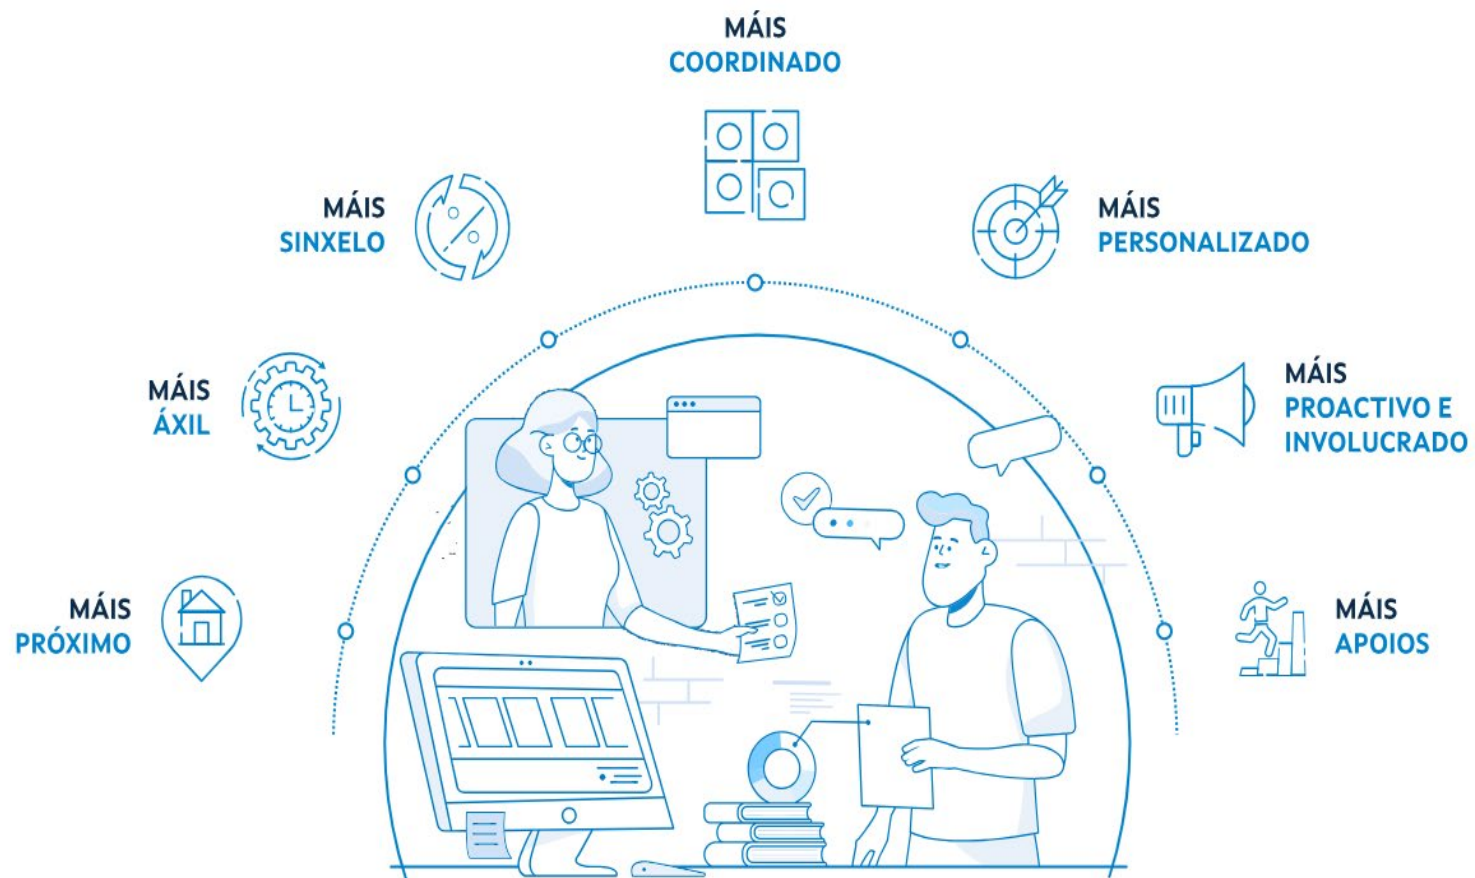 MÁIS
COORDINADO
MÁIS
SINXELO
MÁIS
PERSONALIZADO
MÁIS
ÁXIL
MÁIS
PROACTIVO E
INVOLUCRADO
MÁIS
PRÓXIMO
MÁIS
APOIOS